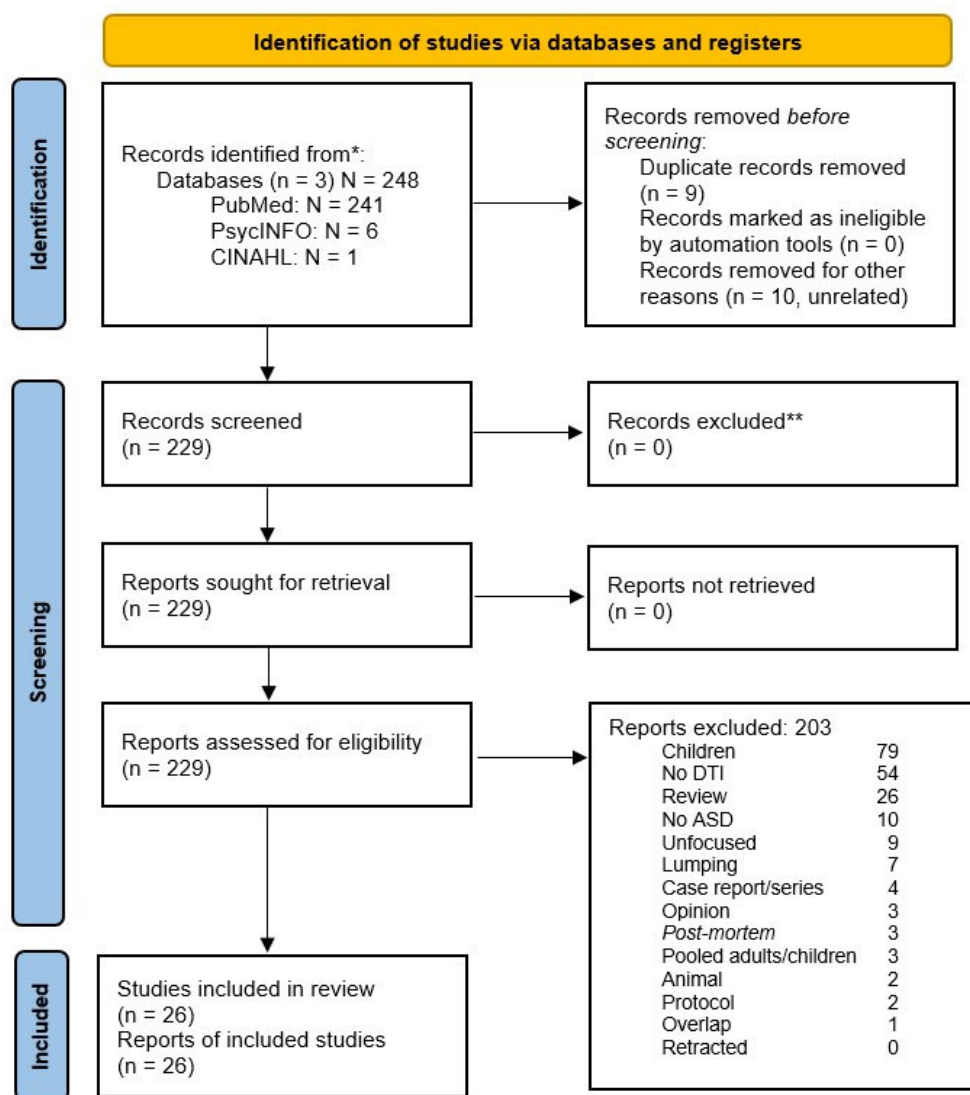 Identification of studies via databases and registers
Identification
Records identified from*:
Databases (n = 3) N = 248
PubMed: N = 241
PsycINFO: N = 6
CINAHL: N = 1
Records removed before
screening:
Duplicate records removed
(n = 9)
Records marked as ineligible
by automation tools (n = 0)
Records removed for other
reasons (n = 10, unrelated)
Screening
Records screened
(n = 229)
Records excluded**
(n = 0)
Reports sought for retrieval
(n = 229)
Reports not retrieved
(n = 0)
Reports assessed for eligibility
(n = 229)
Reports excluded: 203
Children 79
No DTI 54
Review 26
No ASD 10
Unfocused 9
Lumping 7
Case report/series 4
Opinion 3
Post-mortem 3
Pooled adults/children 3
Animal 2
Protocol 2
Overlap 1
Retracted 0
Included
Studies included in review
(n = 26)
Reports of included studies
(n = 26)